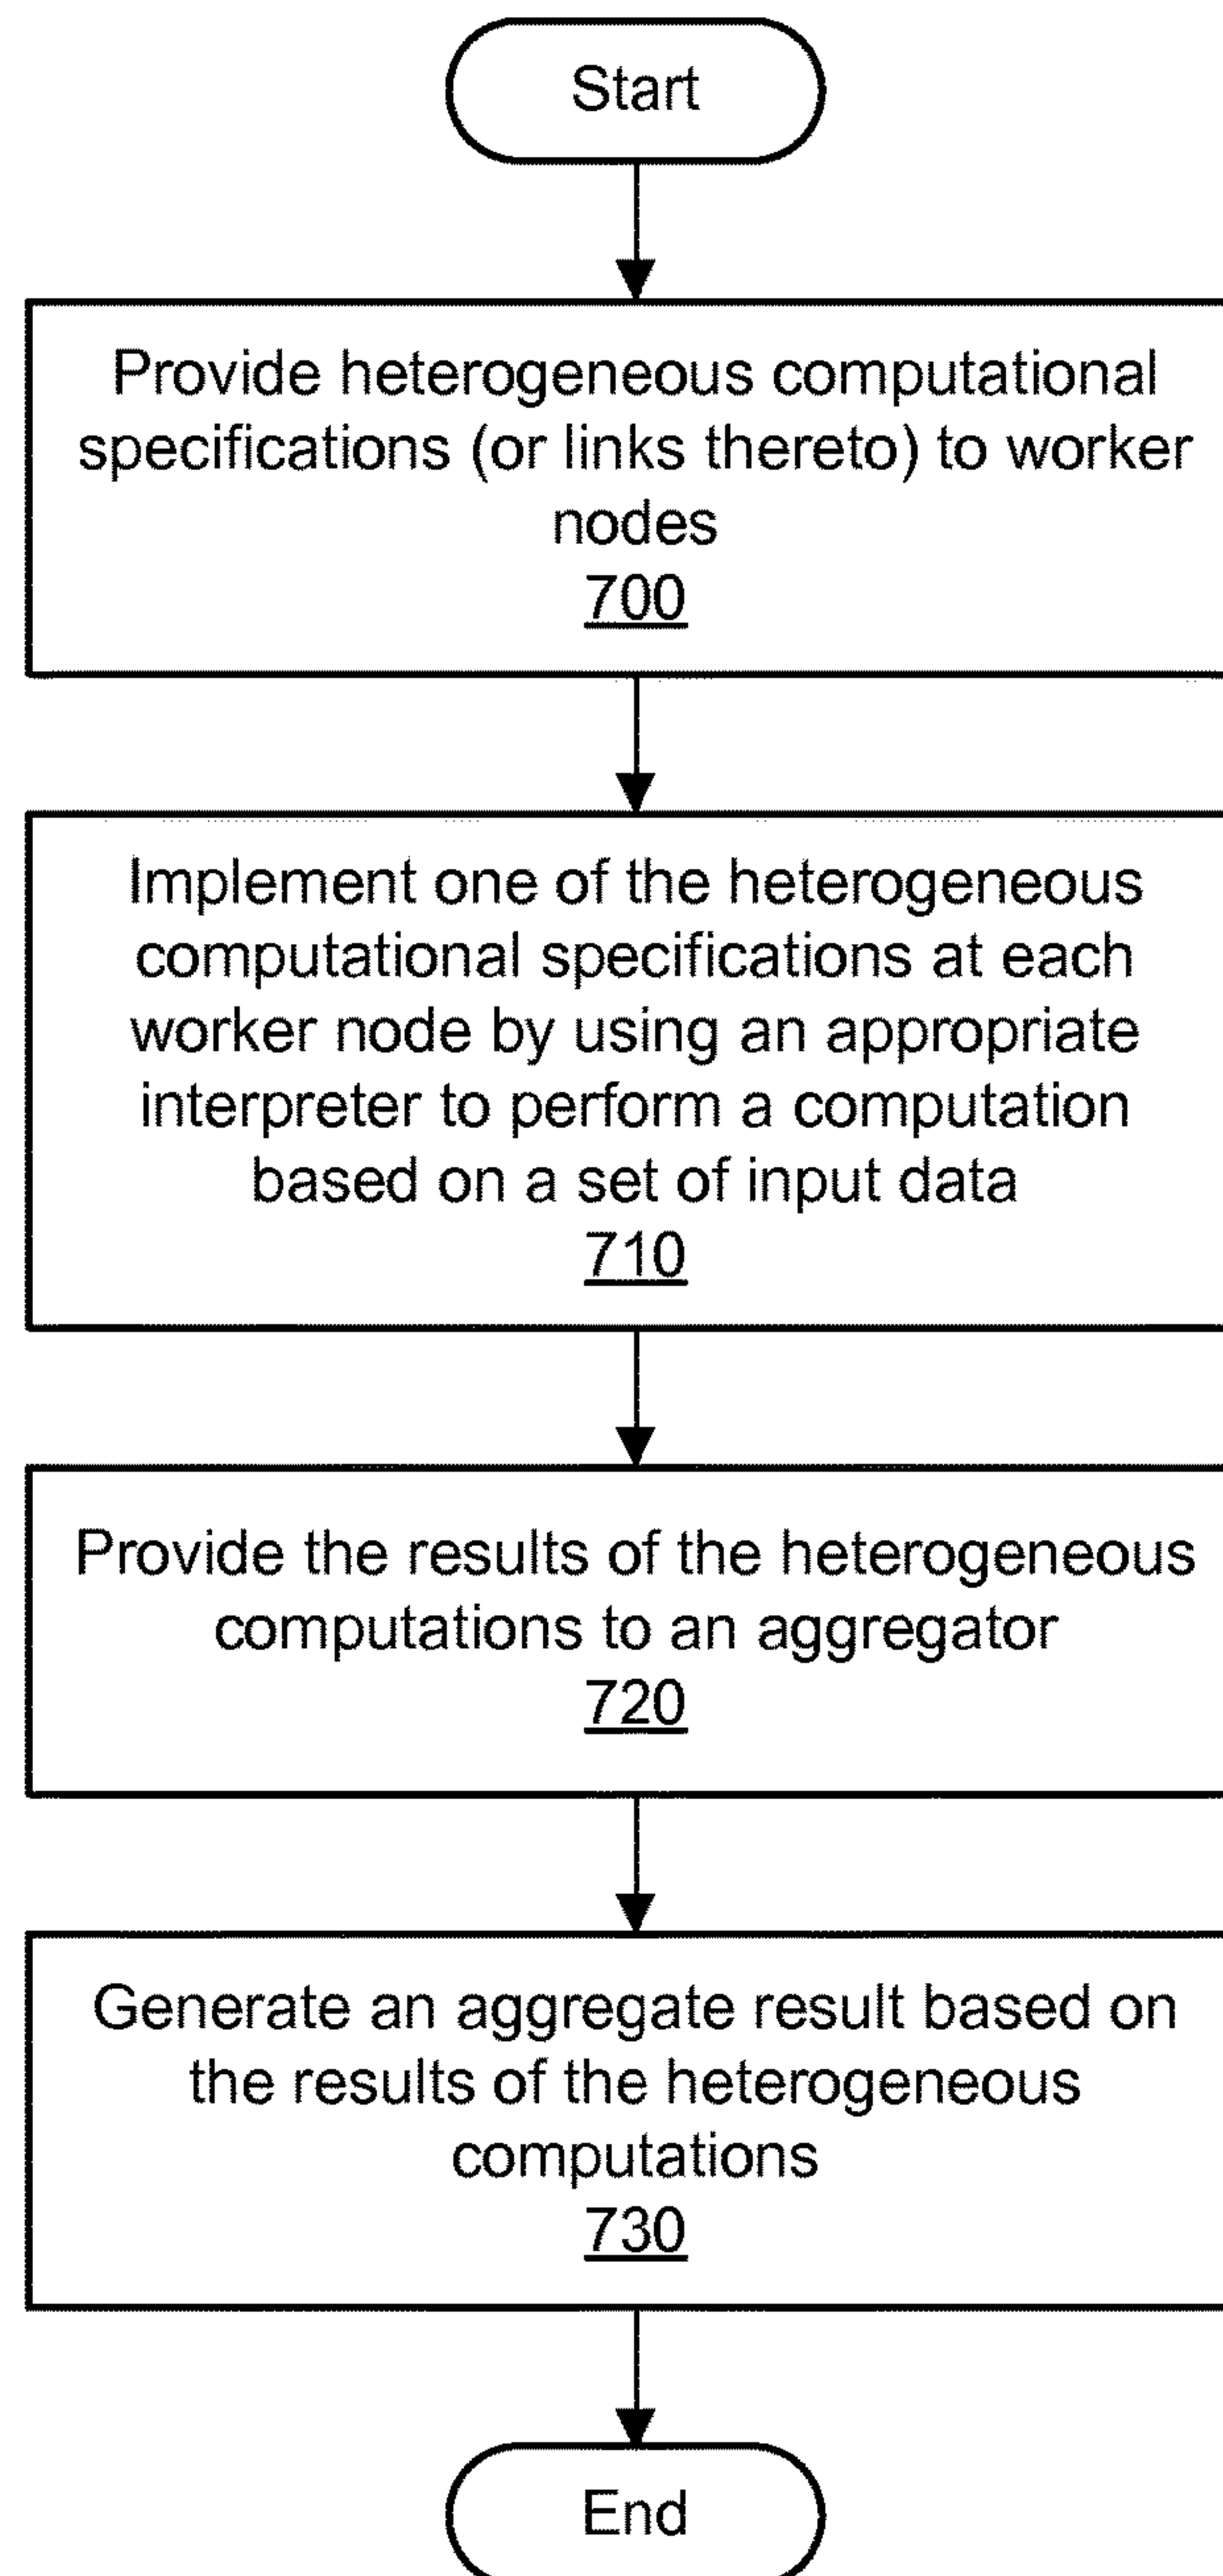 Start
Provide heterogeneous computational
specifications (or links thereto) to worker
nodes
700
Implement one of the heterogeneous
computational specifications at each
worker node by using an appropriate
interpreter to perform a computation
based on a set of input data
710
Provide the results of the heterogeneous
computations to an aggregator
720
Generate an aggregate result based on
the results of the heterogeneous
computations
730
End